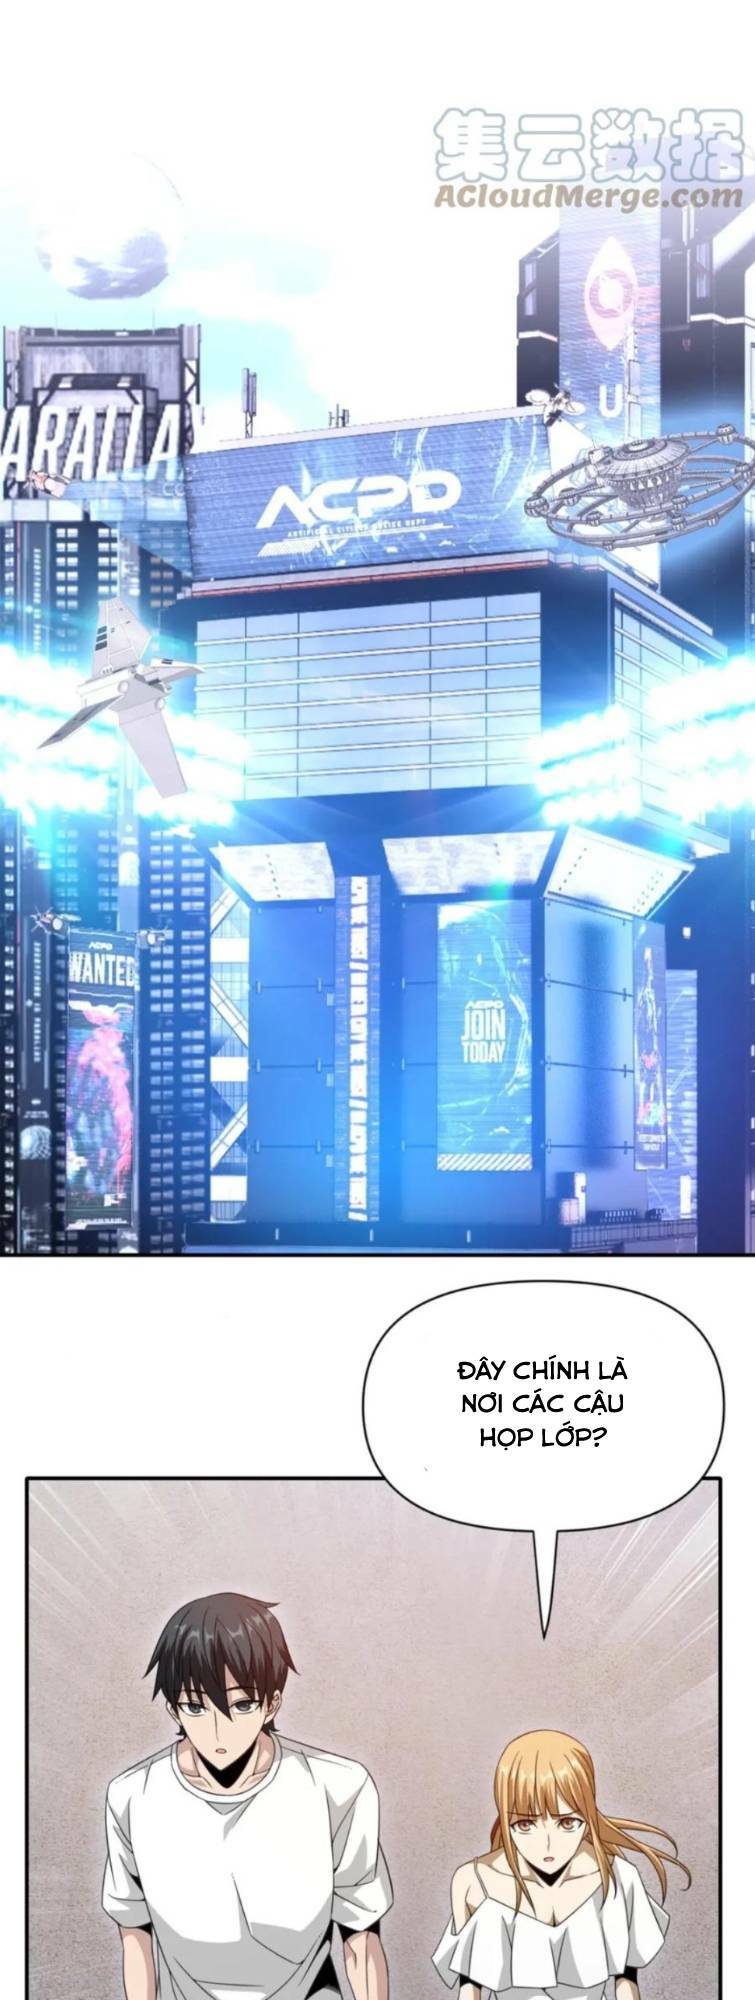 集云数据
AcloudMerge.com
U
ARALLA
ACPD
ARTIFICIAL CITIZEN POLICE DEPT
ACPD
WANTED
ACPD
JOIN
TODAY
ĐÂY CHÍNH LÀ
NƠI CÁC CẬU
HỌP LỚP?